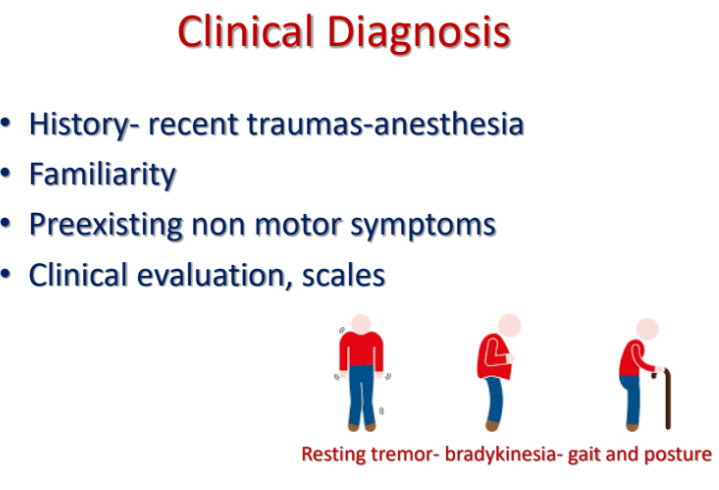 Clinical Diagnosis
• History- recent traumas-anesthesia
• Familiarity
• Preexisting non motor symptoms
• Clinical evaluation, scales
Resting tremor- bradykinesia- gait and posture